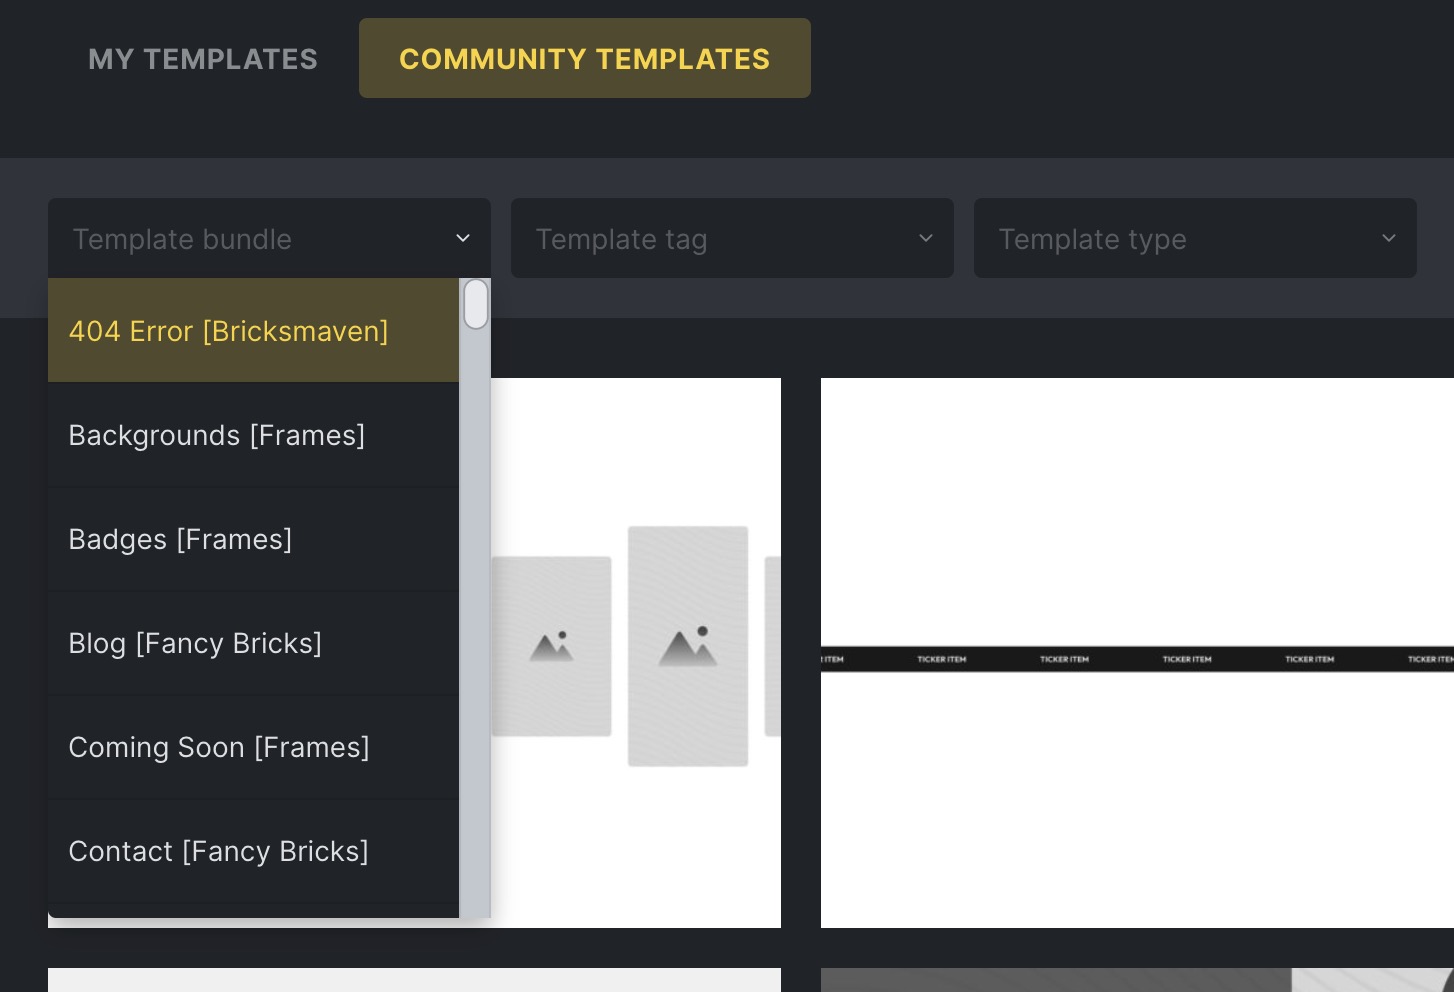 MY TEMPLATES COMMUNITY TEMPLATES
Template bundle Template tag Template type
404 Error [Bricksmaven]
Backgrounds [Frames]
Badges [Frames]
Blog [Fancy Bricks]
Coming Soon [Frames]
Contact [Fancy Bricks]
ITEM TICKER ITEM TICKER ITEM TICKER ITEM TICKER ITEM TICKER ITEM